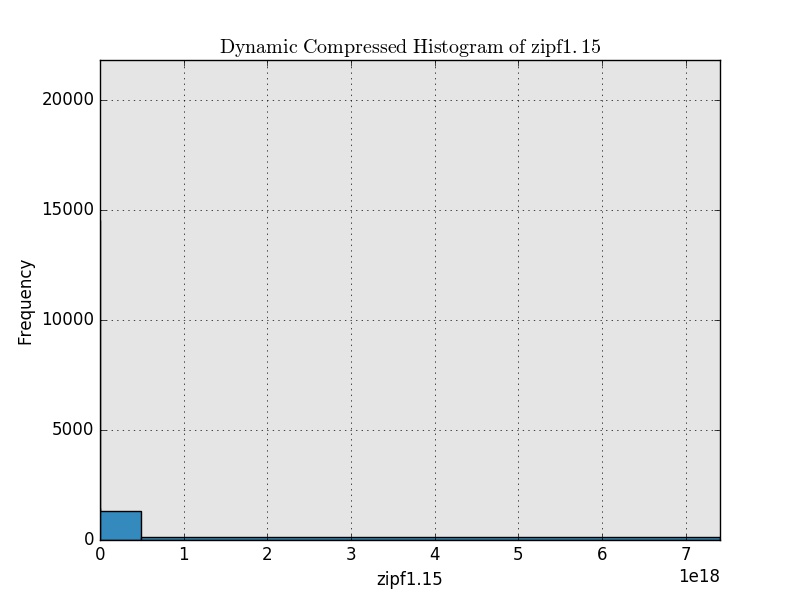 Dynamic Compressed Histogram of zipf1.15
20000
15000
10000
5000
0
Frequency
0 1 2 3 4 5 6 7
1e18
zipf1.15